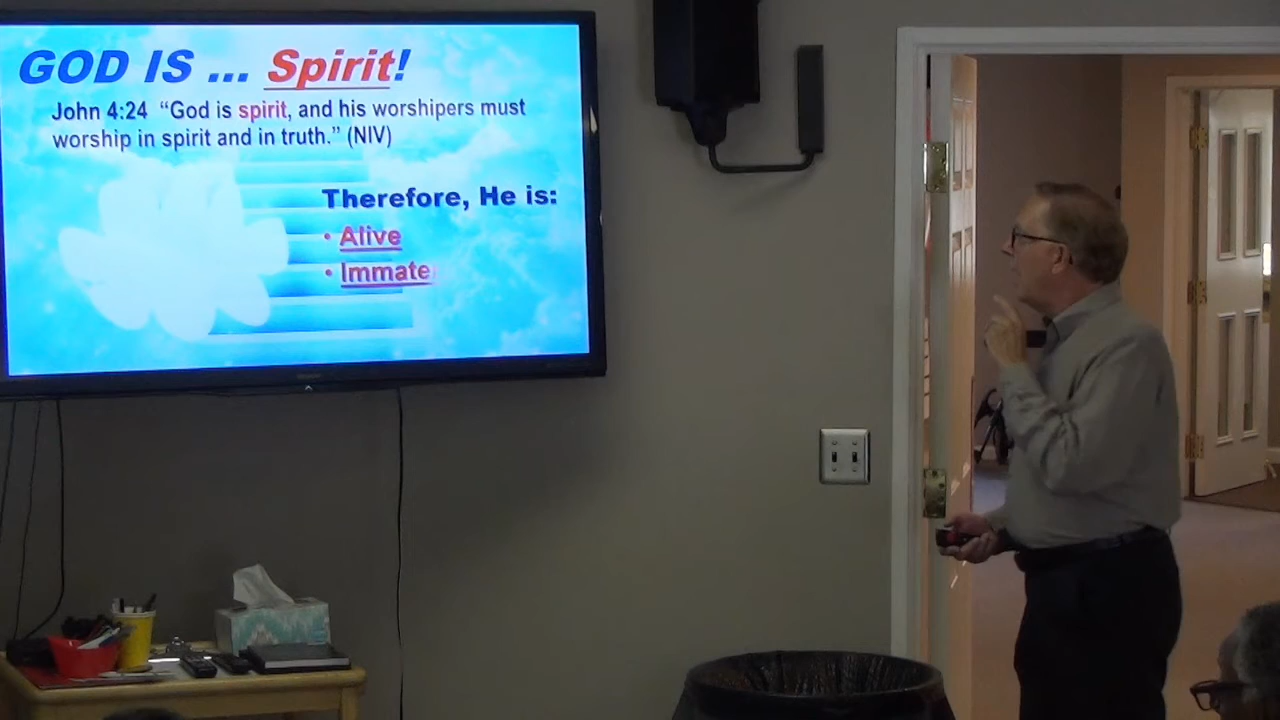 GOD IS ... Spirit!
John 4:24 “God is spirit, and his worshipers must
worship in spirit and in truth.” (NIV)
Therefore, He is:
• Alive
• Immate